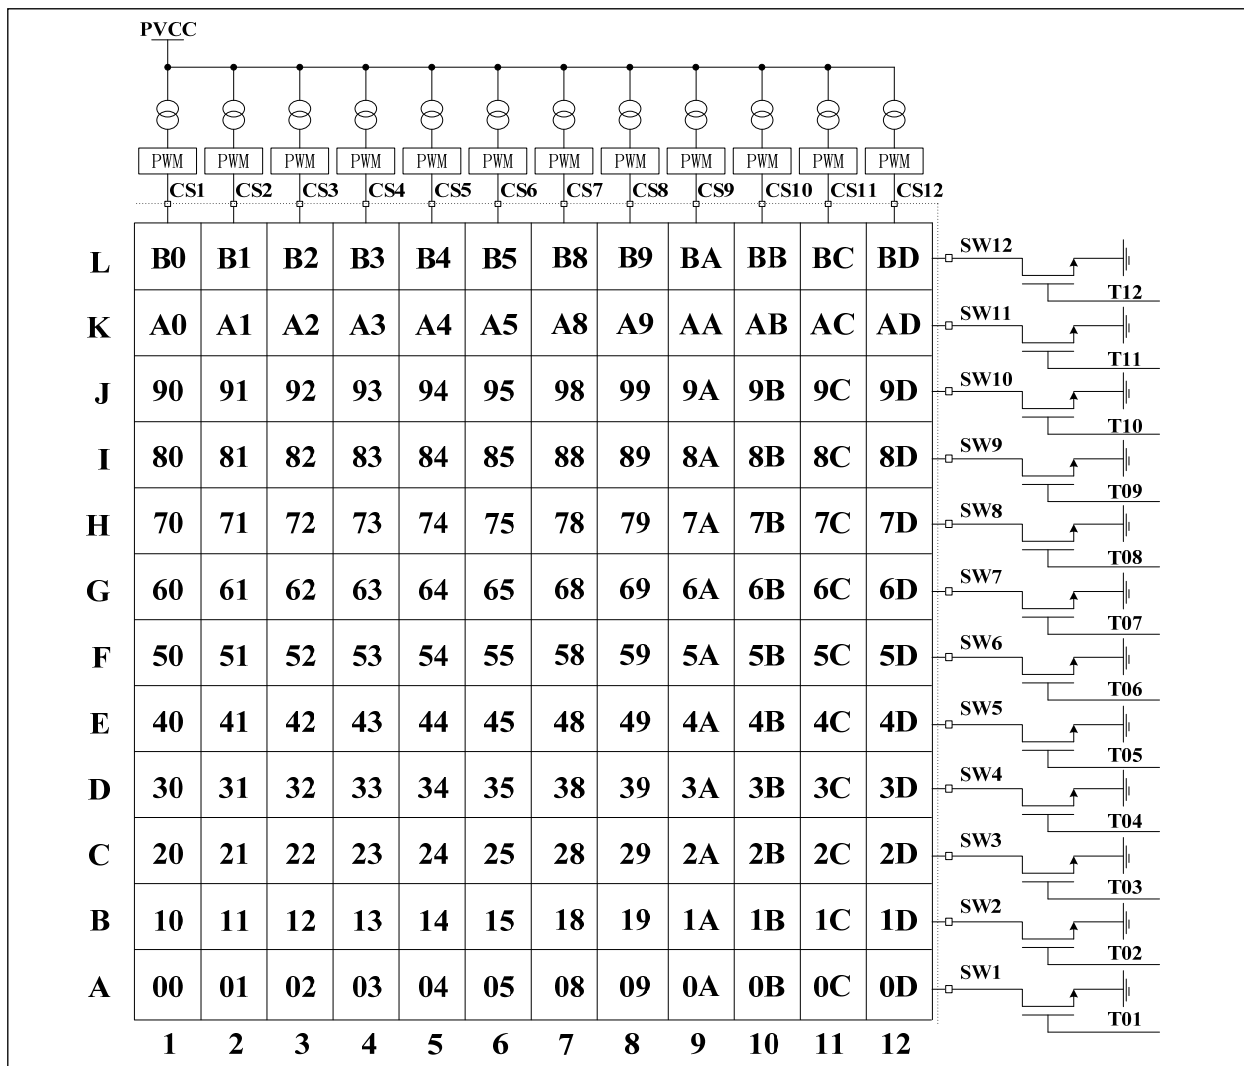 PVCC
PWM PWM PWM PWM PWM PWM PWM PWM PWM PWM PWM PWM
CS1 CS2 CS3 CS4 CS5 CS6 CS7 CS8 CS9 CS10 CS11 CS12
L B0 B1 B2 B3 B4 B5 B8 B9 BA BB BC BD SW12
T12
K A0 A1 A2 A3 A4 A5 A8 A9 AA AB AC AD SW11
T11
J 90 91 92 93 94 95 98 99 9A 9B 9C 9D SW10
T10
I 80 81 82 83 84 85 88 89 8A 8B 8C 8D SW9
T09
H 70 71 72 73 74 75 78 79 7A 7B 7C 7D SW8
T08
G 60 61 62 63 64 65 68 69 6A 6B 6C 6D SW7
T07
F 50 51 52 53 54 55 58 59 5A 5B 5C 5D SW6
T06
E 40 41 42 43 44 45 48 49 4A 4B 4C 4D SW5
T05
D 30 31 32 33 34 35 38 39 3A 3B 3C 3D SW4
T04
C 20 21 22 23 24 25 28 29 2A 2B 2C 2D SW3
T03
B 10 11 12 13 14 15 18 19 1A 1B 1C 1D SW2
T02
A 00 01 02 03 04 05 08 09 0A 0B 0C 0D SW1
T01
1 2 3 4 5 6 7 8 9 10 11 12